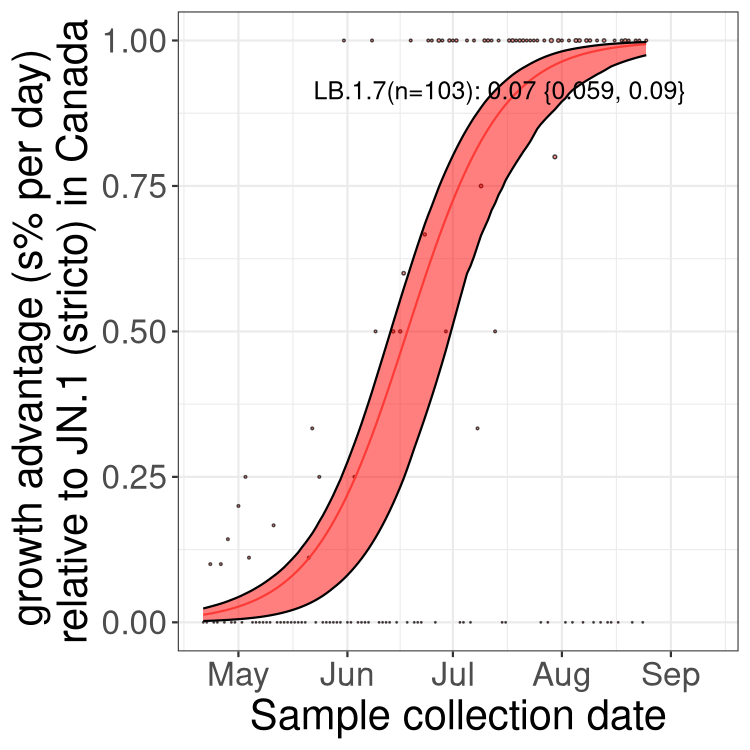 growth advantage (s% per day)
relative to JN.1 (stricto) in Canada
1.00
0.75
0.50
0.25
0.00
LB.1.7(n=103): 0.07 {0.059, 0.09}
May Jun Jul Aug Sep
Sample collection date